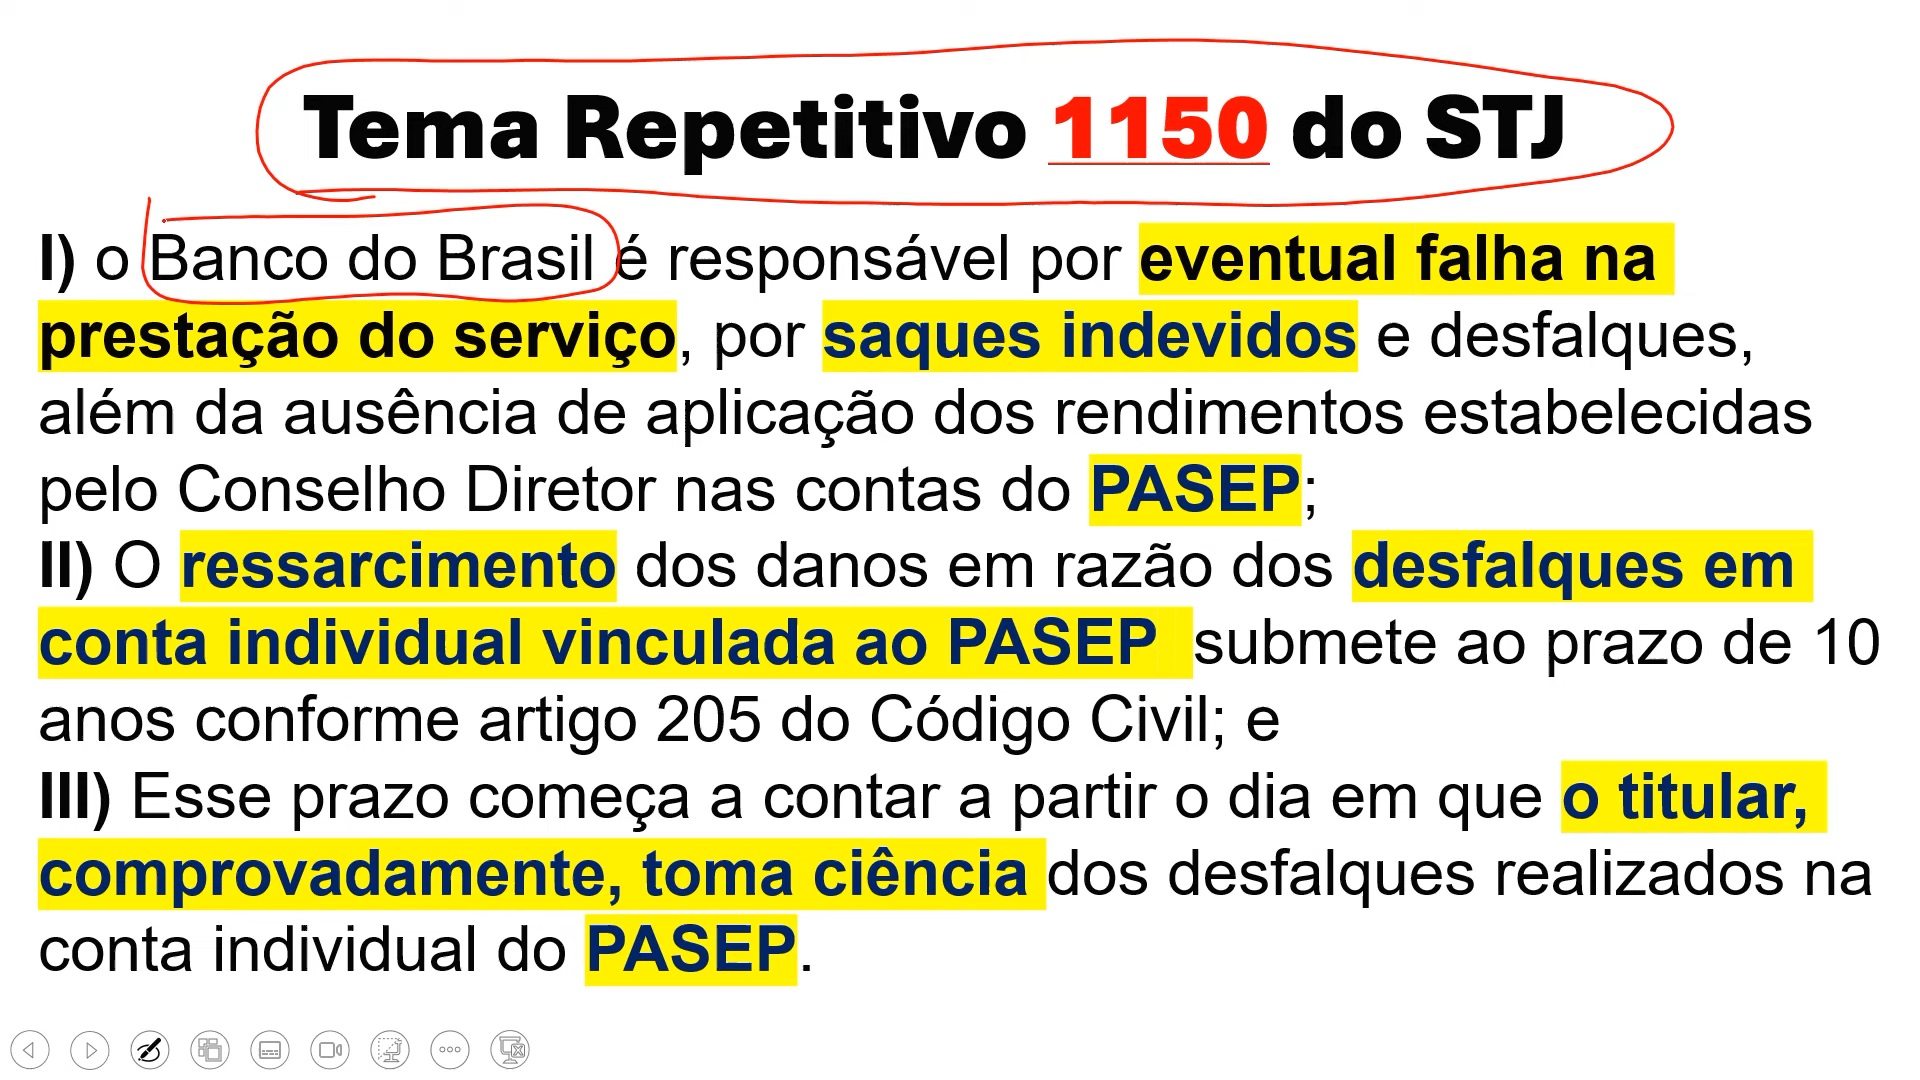 Tema Repetitivo 1150 do STJ
I) o Banco do Brasil é responsável por eventual falha na
prestação do serviço, por saques indevidos e desfalques,
além da ausência de aplicação dos rendimentos estabelecidas
pelo Conselho Diretor nas contas do PASEP;
II) O ressarcimento dos danos em razão dos desfalques em
conta individual vinculada ao PASEP submete ao prazo de 10
anos conforme artigo 205 do Código Civil; e
III) Esse prazo começa a contar a partir o dia em que o titular,
comprovadamente, toma ciência dos desfalques realizados na
conta individual do PASEP.